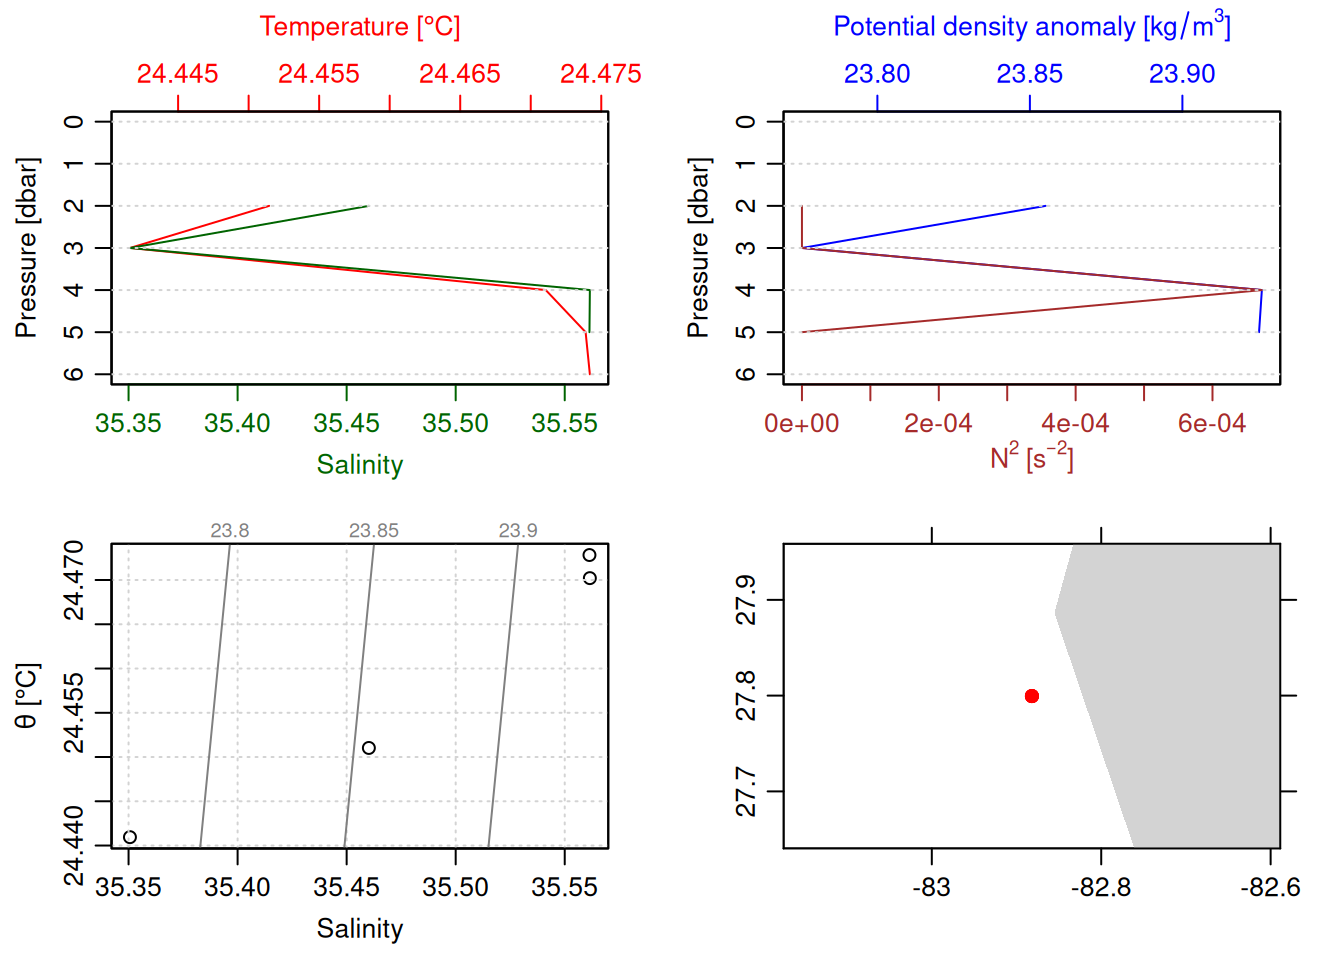 Temperature [°C]
24.445 24.455 24.465 24.475
Pressure [dbar]
0
1
2
3
4
5
6
35.35 35.40 35.45 35.50 35.55
Salinity
Potential density anomaly [kg/m³]
23.80 23.85 23.90
Pressure [dbar]
0
1
2
3
4
5
6
0e+00 2e-04 4e-04 6e-04
N² [s⁻²]
23.8 23.85 23.9
θ [°C]
24.470
24.455
24.440
35.35 35.40 35.45 35.50 35.55
Salinity
27.9
27.8
27.7
-83 -82.8 -82.6